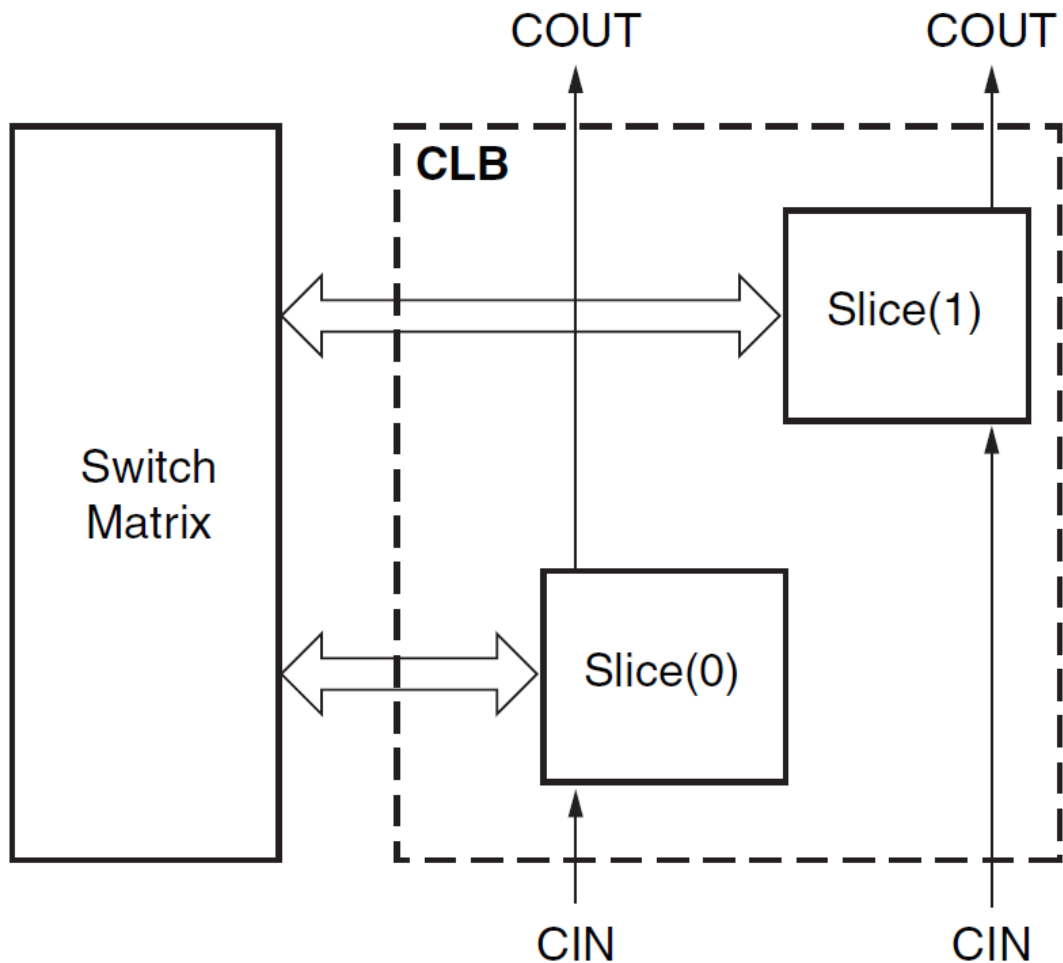 COUT
COUT
CLB
Slice(1)
Switch
Matrix
Slice(0)
CIN
CIN